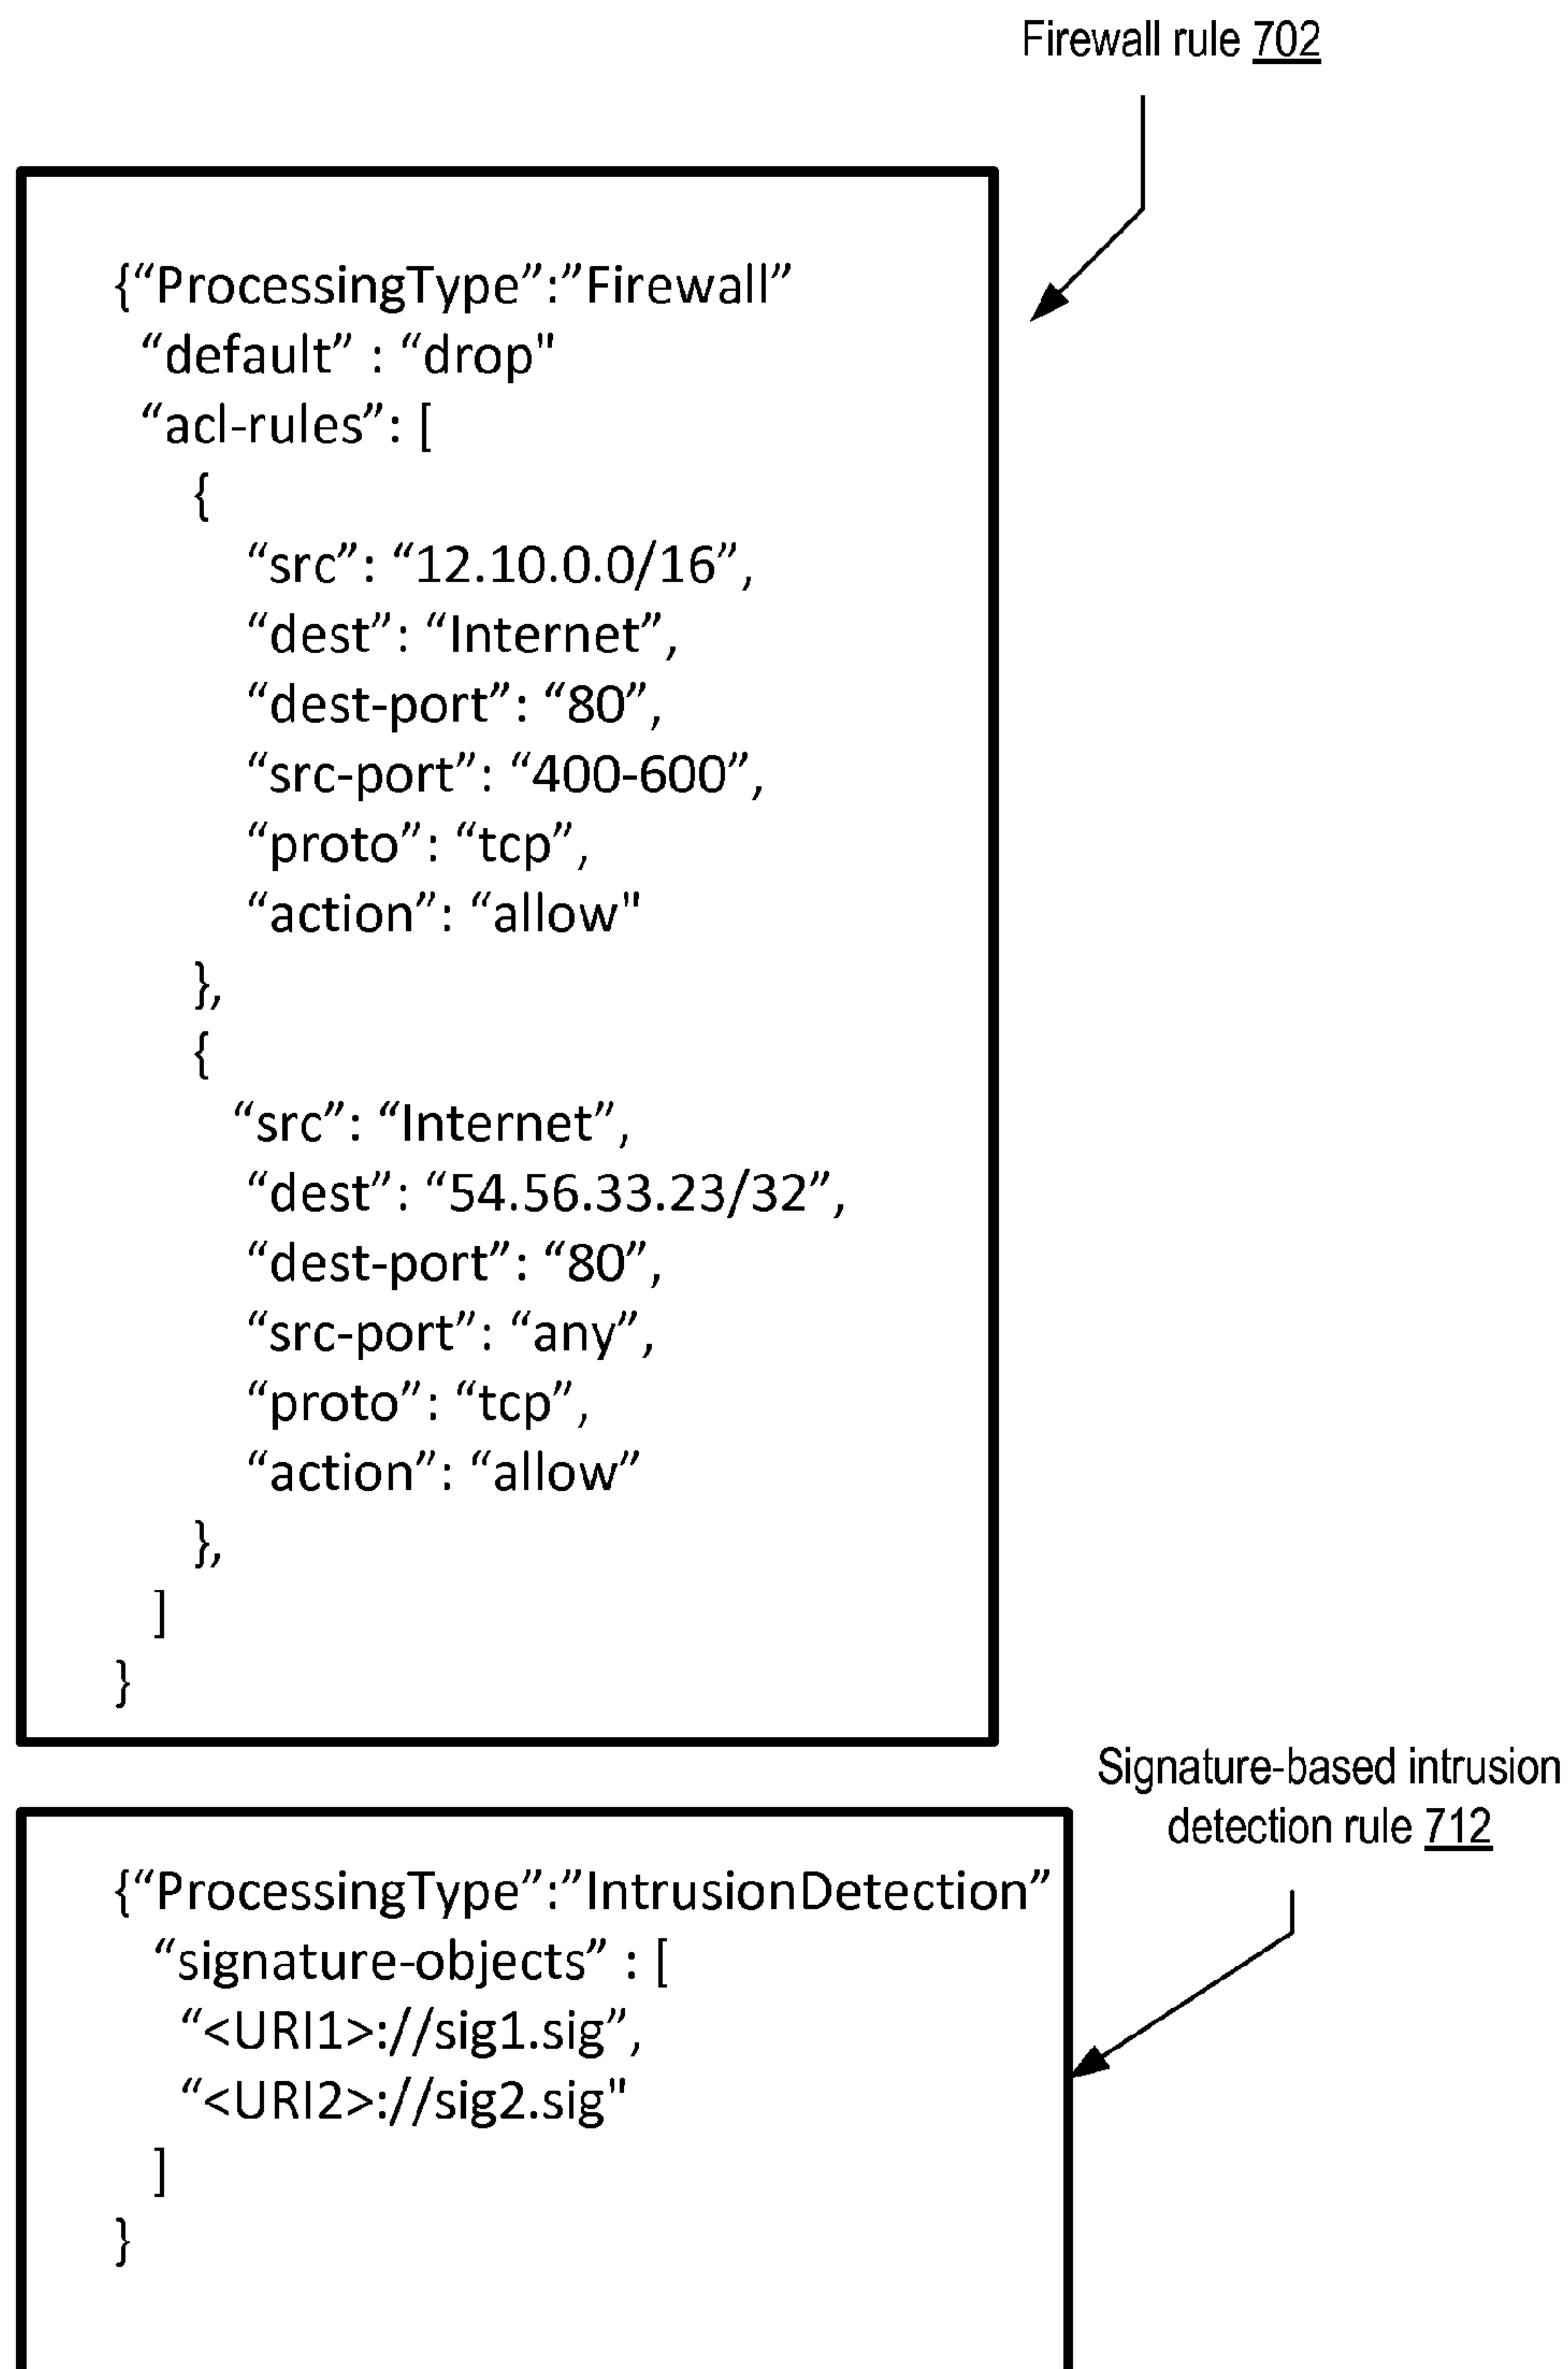 Firewall rule 702
{“ProcessingType”:”Firewall”
“default” : “drop"
“acl-rules”: [
{
“src”: “12.10.0.0/16”,
“dest”: “Internet”,
“dest-port”: “80”,
“src-port”: “400-600”,
“proto”: “tcp”,
“action”: “allow"
},
{
“src”: “Internet”,
“dest”: “54.56.33.23/32”,
“dest-port”: “80”,
“src-port”: “any”,
“proto”: “tcp”,
“action”: “allow”
},
]
}
Signature-based intrusion
detection rule 712
{“ProcessingType”:”IntrusionDetection”
“signature-objects” : [
“<URI1>://sig1.sig”,
“<URI2>://sig2.sig"
]
}